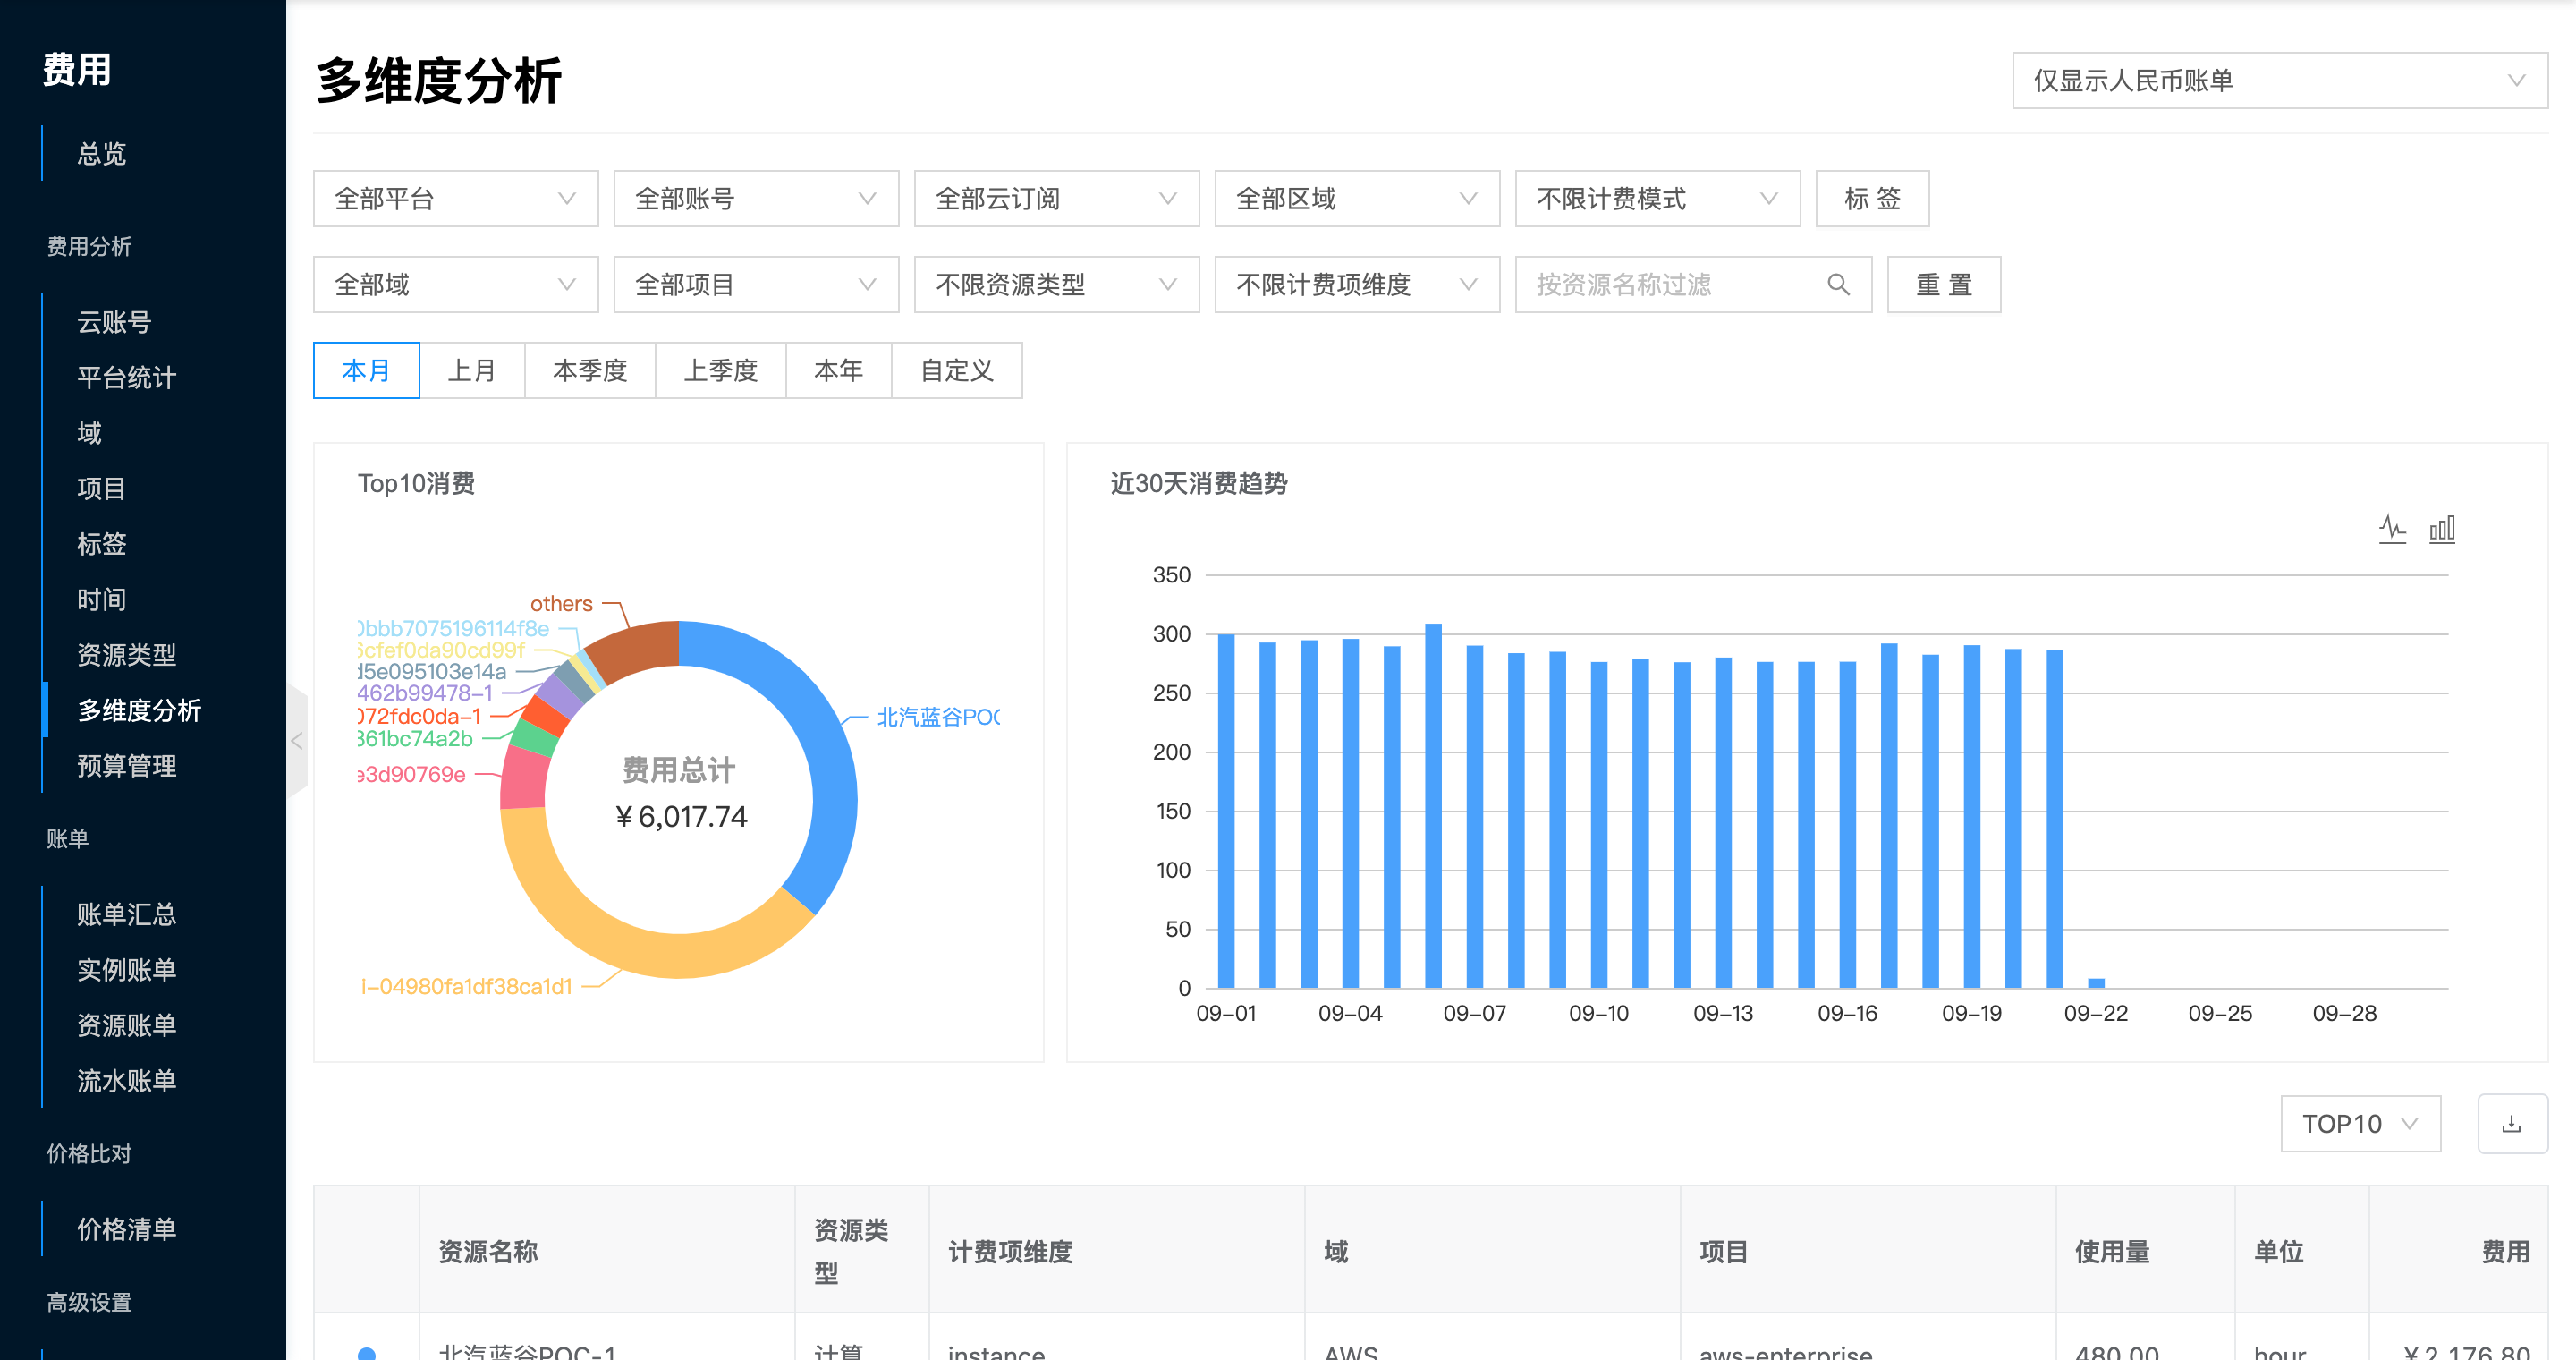 费用
总览
费用分析
云账号
平台统计
域
项目
标签
时间
资源类型
多维度分析
预算管理
账单
账单汇总
实例账单
资源账单
流水账单
价格比对
价格清单
高级设置
多维度分析
仅显示人民币账单
全部平台 全部账号 全部云订阅 全部区域 不限计费模式 标 签
全部域 全部项目 不限资源类型 不限计费项维度 按资源名称过滤 重 置
本月 上月 本季度 上季度 本年 自定义
Top10消费
others
0bbb7075196114f8e
6cfef0da90cd99f
d5e095103e14a
462b99478-1
072fdc0da-1
361bc74a2b
e3d90769e
i-04980fa1df38ca1d1
北汽蓝谷POC
费用总计
¥ 6,017.74
近30天消费趋势
350
300
250
200
150
100
50
0
09-01 09-04 09-07 09-10 09-13 09-16 09-19 09-22 09-25 09-28
TOP10
资源名称 资源类型 计费项维度 域 项目 使用量 单位 费用
北汽蓝谷POC-1 计算 instance AWS aws-enterprise 480.00 hour ¥ 2,176.80